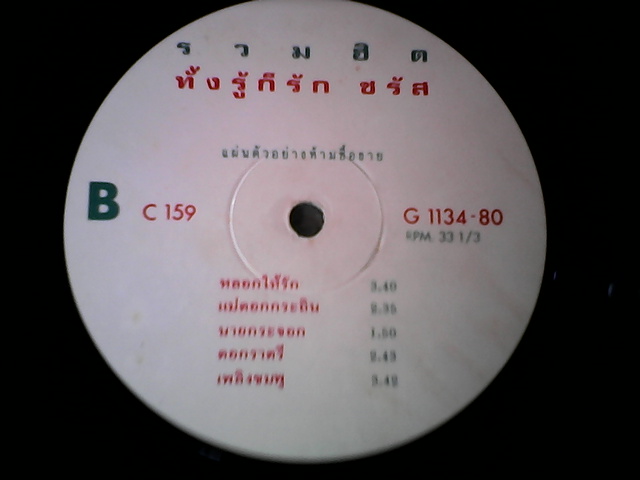 รวมฮิต
ทั้งรู้ก็รัก ชรัส
แผ่นตัวอย่างห้ามซื้อขาย
B C 159 G 1134-80
RPM. 33 1/3
หลอกให้รัก 3.40
แปดอกกระถิน 2.35
นายกระจอก 1.50
ดอกราตรี 2.43
เพลิงชมพู 3.42